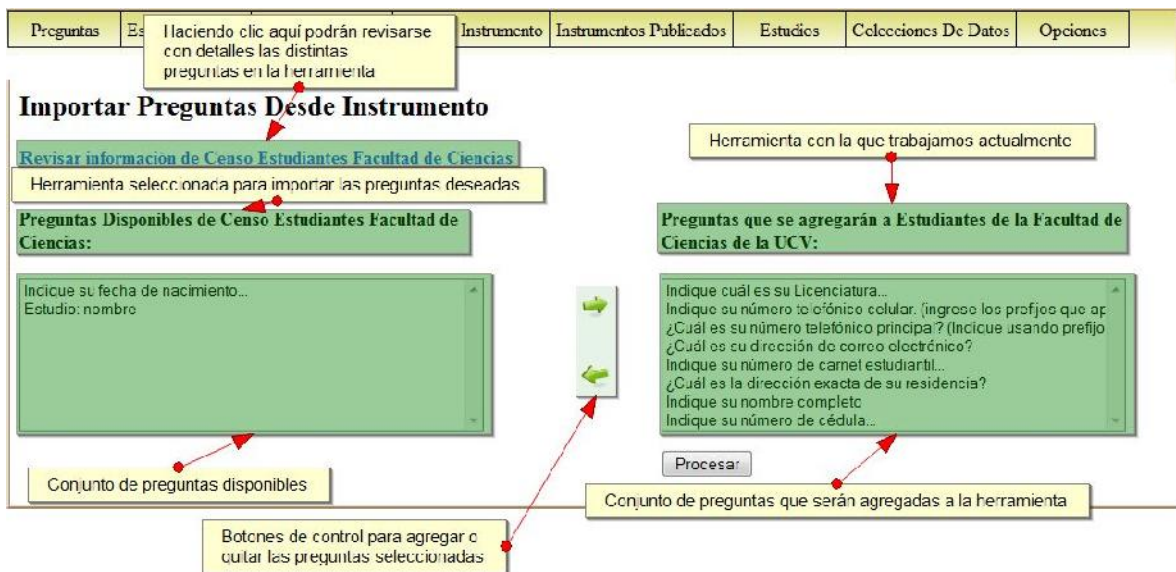 Preguntas
Instrumento
Instrumentos Publicados
Estudios
Colecciones De Datos
Opciones
Haciendo clic aquí podrán revisarse
con detalles las distintas
preguntas en la herramienta
Importar Preguntas Desde Instrumento
Revisar información de Censo Estudiantes Facultad de Ciencias
Herramienta seleccionada para importar las preguntas deseadas
Herramienta con la que trabajamos actualmente
Preguntas Disponibles de Censo Estudiantes Facultad de
Ciencias:
Preguntas que se agregarán a Estudiantes de la Facultad de
Ciencias de la UCV:
Indique su fecha de nacimiento...
Estudio: nombre
Indique cuál es su Licenciatura...
Indique su número telefónico celular. (ingrese los prefijos que ap
¿Cuál es su número telefónico principal? (Indique usando prefijo
¿Cuál es su dirección de correo electrónico?
Indique su número de carnet estudiantil...
¿Cuál es la dirección exacta de su residencia?
Indique su nombre completo
Indique su número de cédula...
Procesar
Conjunto de preguntas disponibles
Conjunto de preguntas que serán agregadas a la herramienta
Botones de control para agregar o
quitar las preguntas seleccionadas